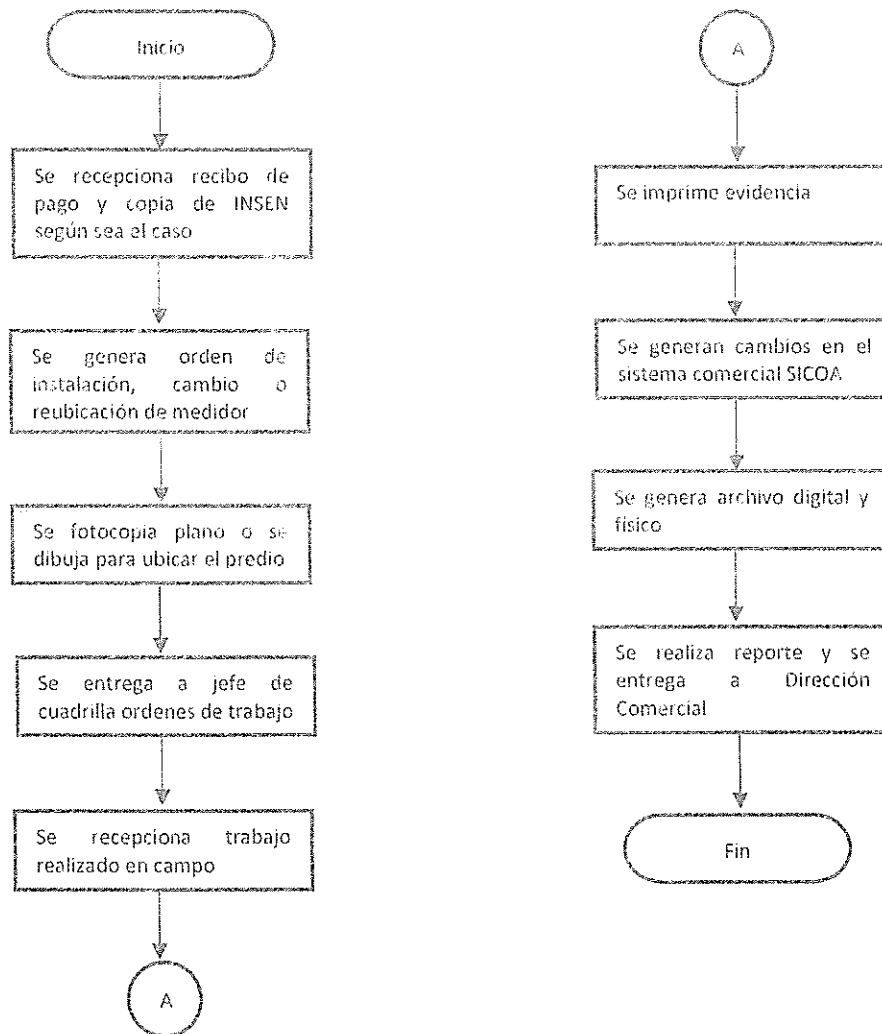 Inicio
Se recepciona recibo de
pago y copia de INSEN
según sea el caso
Se genera orden de
instalación, cambio o
reubicación de medidor
Se fotocopia plano o se
dibuja para ubicar el predio
Se entrega a jefe de
cuadrilla ordenes de trabajo
Se recepciona trabajo
realizado en campo
A
A
Se imprime evidencia
Se generan cambios en el
sistema comercial SICOA
Se genera archivo digital y
físico
Se realiza reporte y se
entrega a Dirección
Comercial
Fin